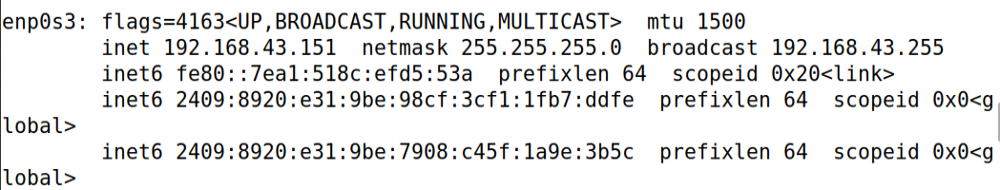 enp0s3: flags=4163<UP,BROADCAST,RUNNING,MULTICAST>  mtu 1500
        inet 192.168.43.151  netmask 255.255.255.0  broadcast 192.168.43.255
        inet6 fe80::7ea1:518c:efd5:53a  prefixlen 64  scopeid 0x20<link>
        inet6 2409:8920:e31:9be:98cf:3cf1:1fb7:ddfe  prefixlen 64  scopeid 0x0<g
lobal>
        inet6 2409:8920:e31:9be:7908:c45f:1a9e:3b5c  prefixlen 64  scopeid 0x0<g
lobal>